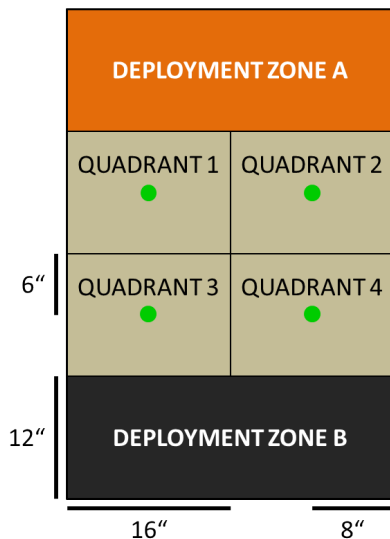 DEPLOYMENT ZONE A
QUADRANT 1
QUADRANT 2
6“
QUADRANT 3
QUADRANT 4
12“
DEPLOYMENT ZONE B
16“
8“